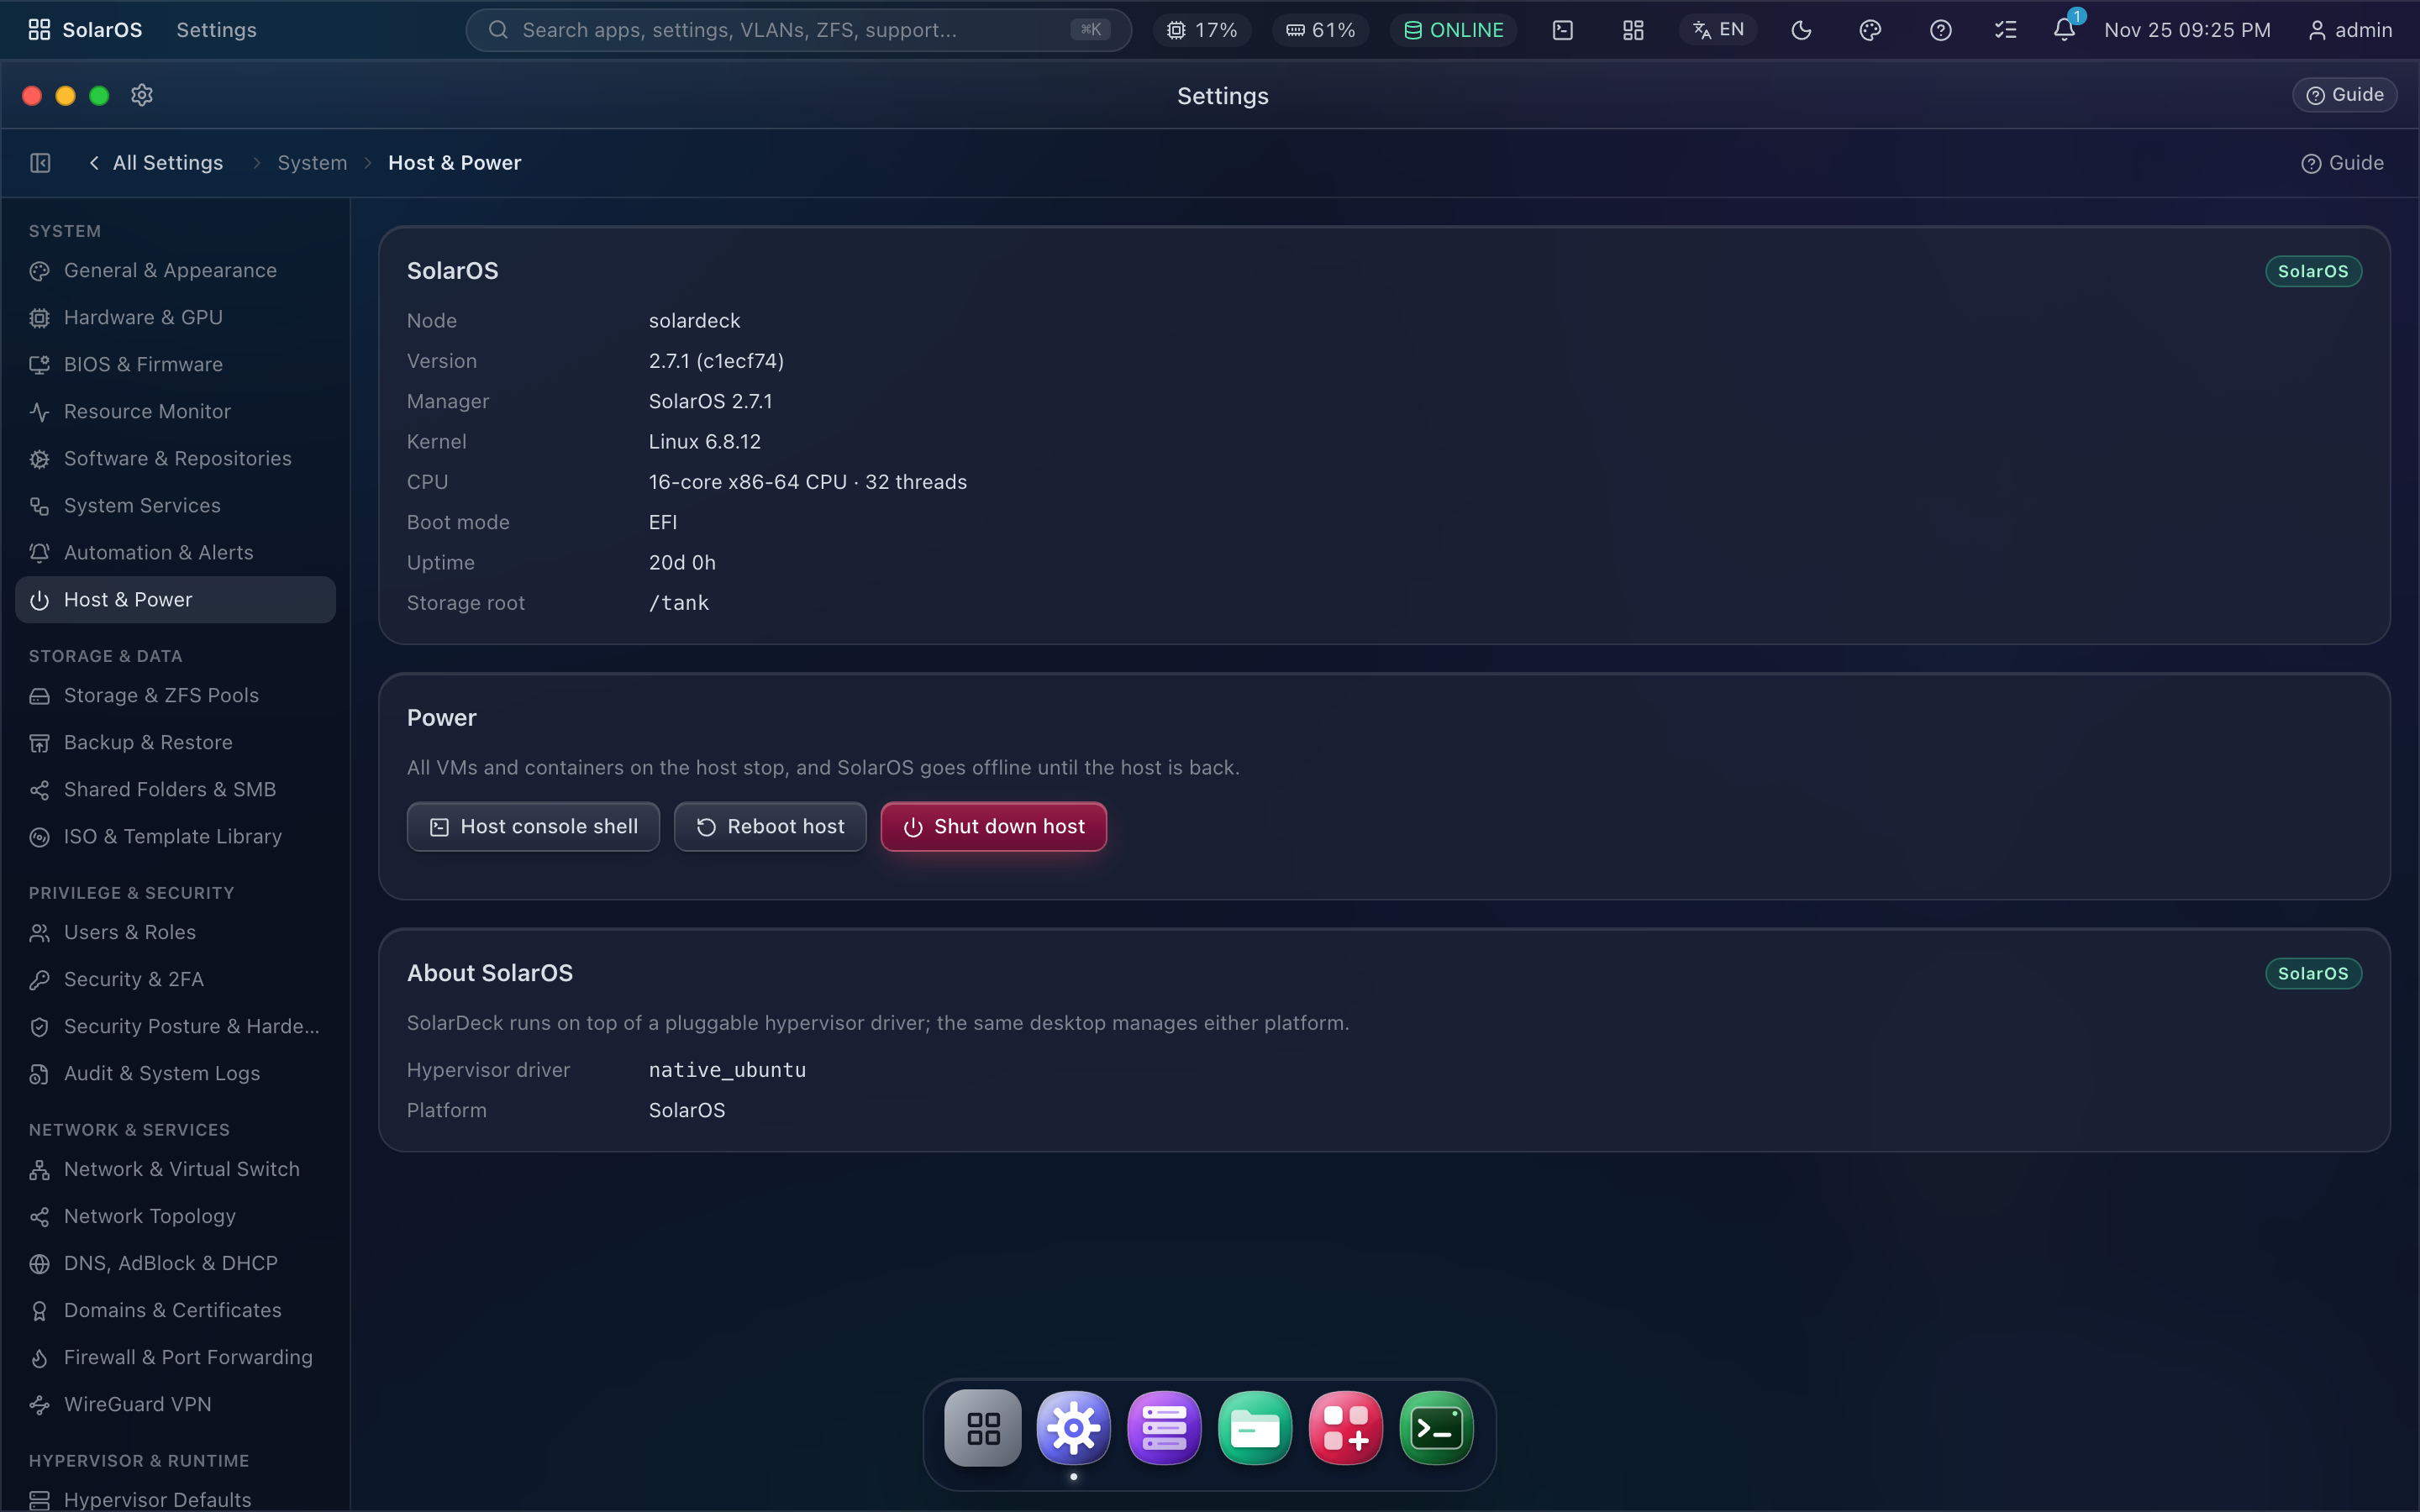 SolarOS Settings Search apps, settings, VLANs, ZFS, support... ⌘K 17% 61% ONLINE EN 1 Nov 25 09:25 PM admin
Settings Guide
All Settings System Host & Power Guide
SYSTEM
General & Appearance
Hardware & GPU
BIOS & Firmware
Resource Monitor
Software & Repositories
System Services
Automation & Alerts
Host & Power
STORAGE & DATA
Storage & ZFS Pools
Backup & Restore
Shared Folders & SMB
ISO & Template Library
PRIVILEGE & SECURITY
Users & Roles
Security & 2FA
Security Posture & Harde...
Audit & System Logs
NETWORK & SERVICES
Network & Virtual Switch
Network Topology
DNS, AdBlock & DHCP
Domains & Certificates
Firewall & Port Forwarding
WireGuard VPN
HYPERVISOR & RUNTIME
Hypervisor Defaults
SolarOS SolarOS
Node solardeck
Version 2.7.1 (c1ecf74)
Manager SolarOS 2.7.1
Kernel Linux 6.8.12
CPU 16-core x86-64 CPU · 32 threads
Boot mode EFI
Uptime 20d 0h
Storage root /tank
Power
All VMs and containers on the host stop, and SolarOS goes offline until the host is back.
Host console shell Reboot host Shut down host
About SolarOS SolarOS
SolarDeck runs on top of a pluggable hypervisor driver; the same desktop manages either platform.
Hypervisor driver native_ubuntu
Platform SolarOS